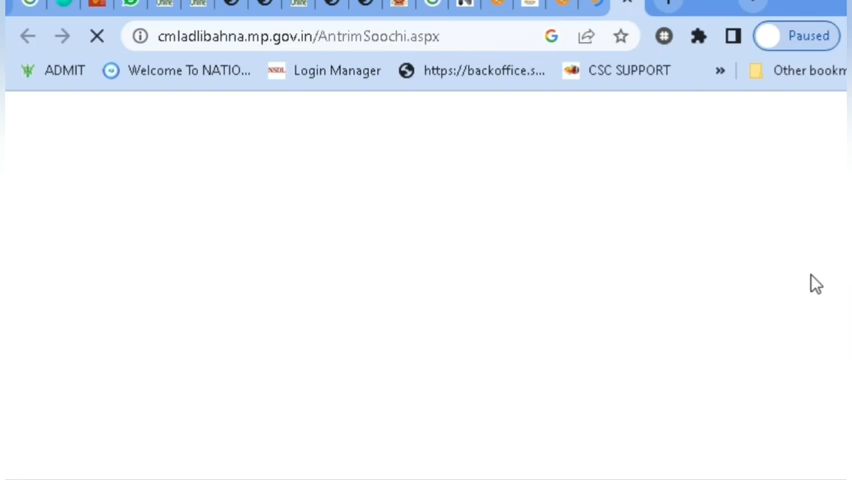 cmladlibahna.mp.gov.in/AntrimSoochi.aspx Paused
ADMIT Welcome To NATIO... Login Manager https://backoffice.s... CSC SUPPORT » Other bookm